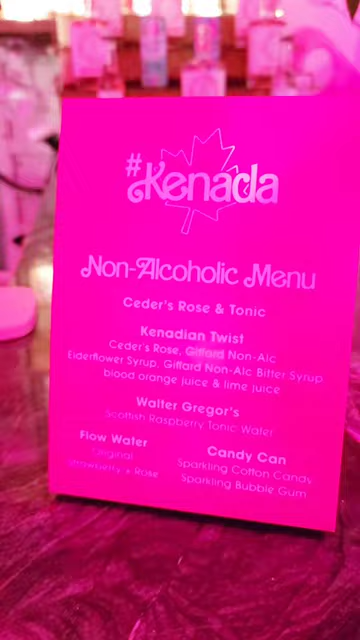 #Kenada
Non-Alcoholic Menu
Ceder's Rose & Tonic
Kenadian Twist
Ceder's Rose, Giffard Non-Alc
Elderflower Syrup, Giffard Non-Alc Bitter Syrup
blood orange juice & lime juice
Walter Gregor's
Scottish Raspberry Tonic Water
Flow Water
Original
Strawberry + Rose
Candy Can
Sparkling Cotton Candy
Sparkling Bubble Gum